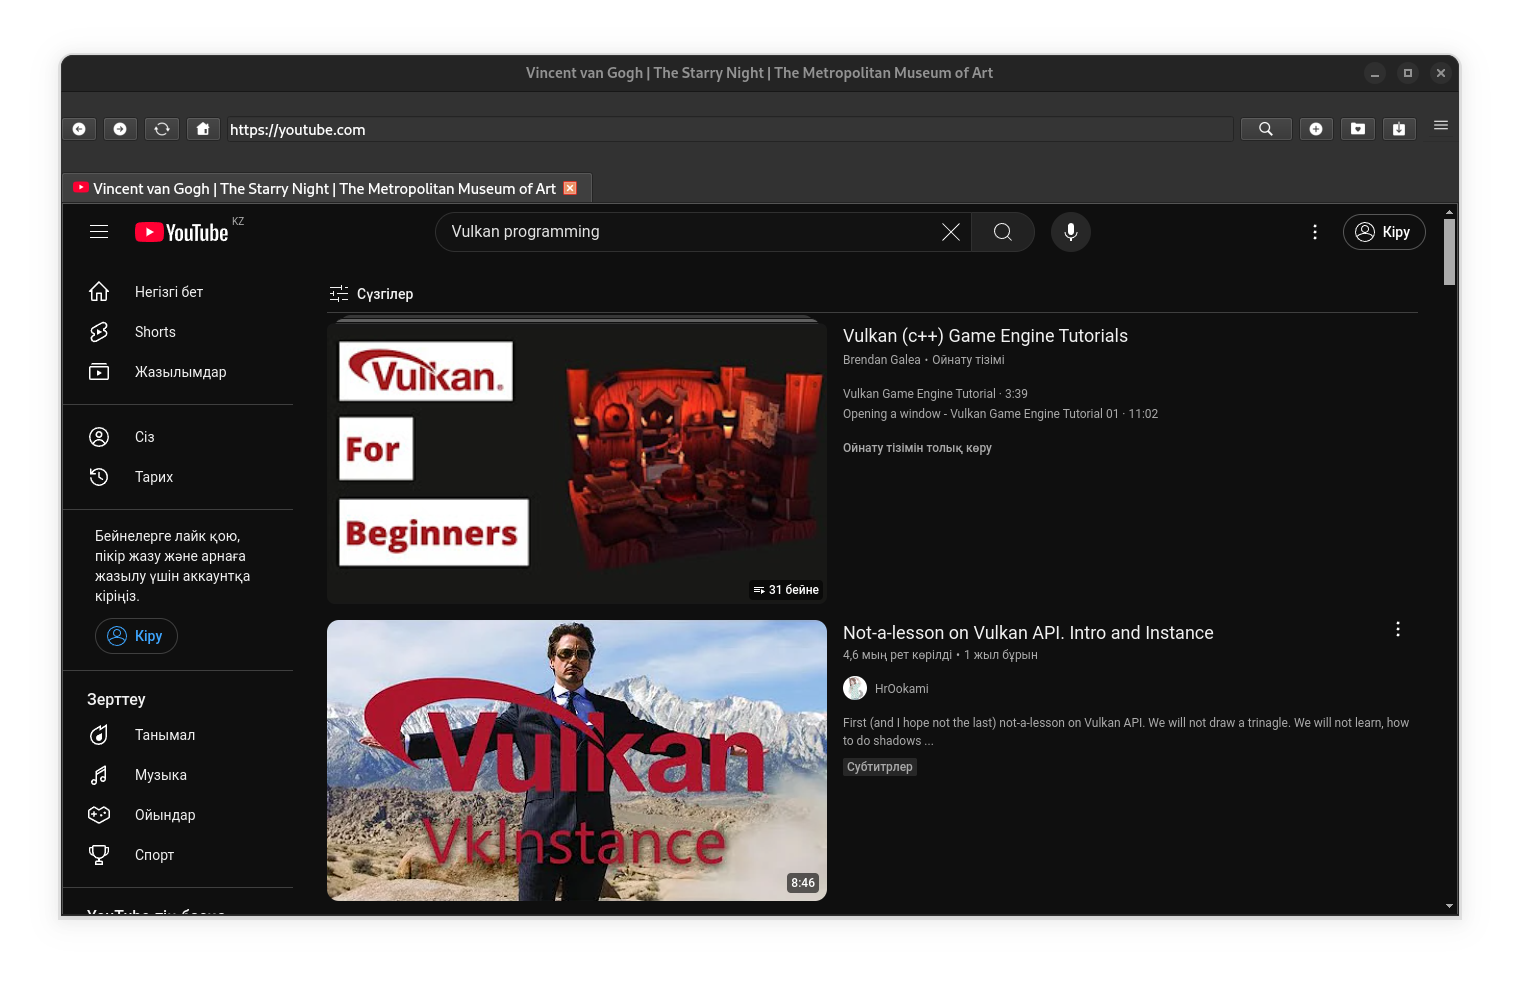 Vincent van Gogh | The Starry Night | The Metropolitan Museum of Art
https://youtube.com
Vincent van Gogh | The Starry Night | The Metropolitan Museum of Art
YouTube KZ
Vulkan programming
Кіру
Негізгі бет
Shorts
Жазылымдар
Сіз
Тарих
Бейнелерге лайк қою,
пікір жазу және арнаға
жазылу үшін аккаунтқа
кіріңіз.
Кіру
Зерттеу
Танымал
Музыка
Ойындар
Спорт
Сүзгілер
Vulkan®
For
Beginners
31 бейне
Vulkan (c++) Game Engine Tutorials
Brendan Galea • Ойнату тізімі
Vulkan Game Engine Tutorial · 3:39
Opening a window - Vulkan Game Engine Tutorial 01 · 11:02
Ойнату тізімін толық көру
Vulkan
VkInstance
8:46
Not-a-lesson on Vulkan API. Intro and Instance
4,6 мың рет көрілді • 1 жыл бұрын
HrOokami
First (and I hope not the last) not-a-lesson on Vulkan API. We will not draw a trinagle. We will not learn, how
to do shadows ...
Субтитрлер